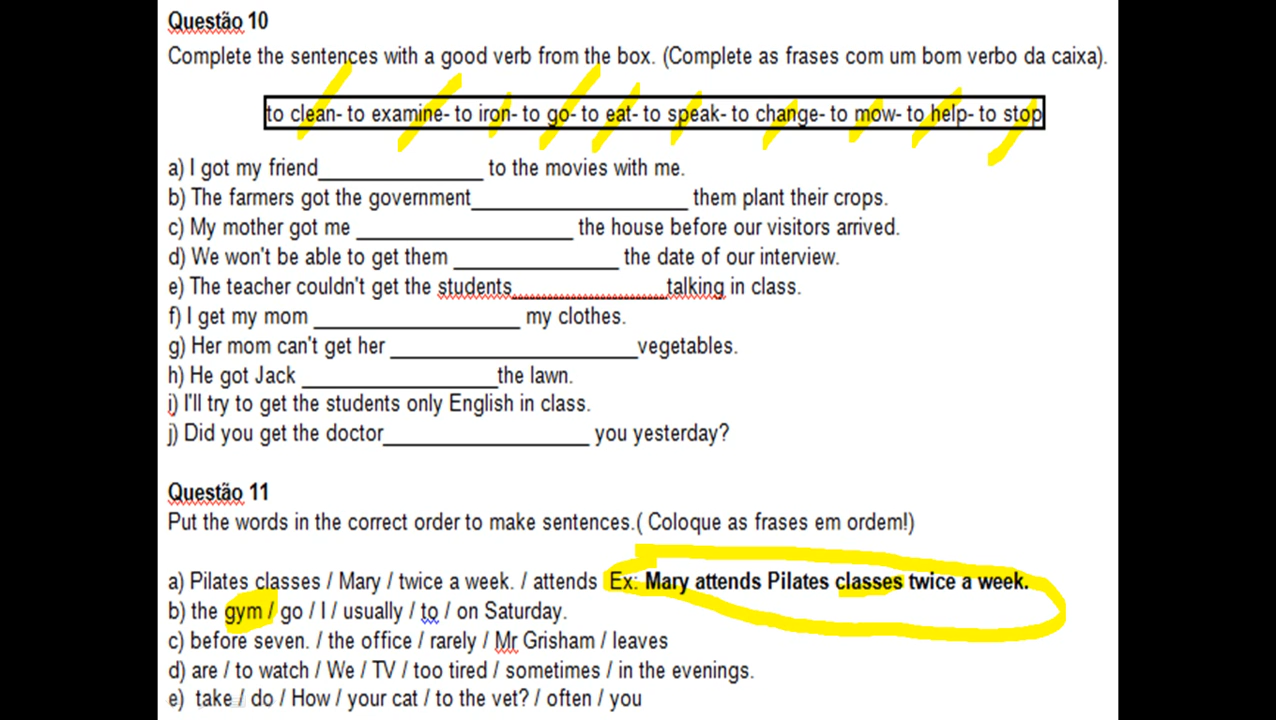 Questão 10
Complete the sentences with a good verb from the box. (Complete as frases com um bom verbo da caixa).
to clean- to examine- to iron- to go- to eat- to speak- to change- to mow- to help- to stop
a) I got my friend_______________ to the movies with me.
b) The farmers got the government____________________ them plant their crops.
c) My mother got me ____________________ the house before our visitors arrived.
d) We won't be able to get them _______________ the date of our interview.
e) The teacher couldn't get the students______________talking in class.
f) I get my mom ___________________ my clothes.
g) Her mom can't get her _______________________vegetables.
h) He got Jack __________________the lawn.
i) I'll try to get the students only English in class.
j) Did you get the doctor___________________ you yesterday?
Questão 11
Put the words in the correct order to make sentences.( Coloque as frases em ordem!)
a) Pilates classes / Mary / twice a week. / attends Ex: Mary attends Pilates classes twice a week.
b) the gym / go / I / usually / to / on Saturday.
c) before seven. / the office / rarely / Mr Grisham / leaves
d) are / to watch / We / TV / too tired / sometimes / in the evenings.
e) take / do / How / your cat / to the vet? / often / you